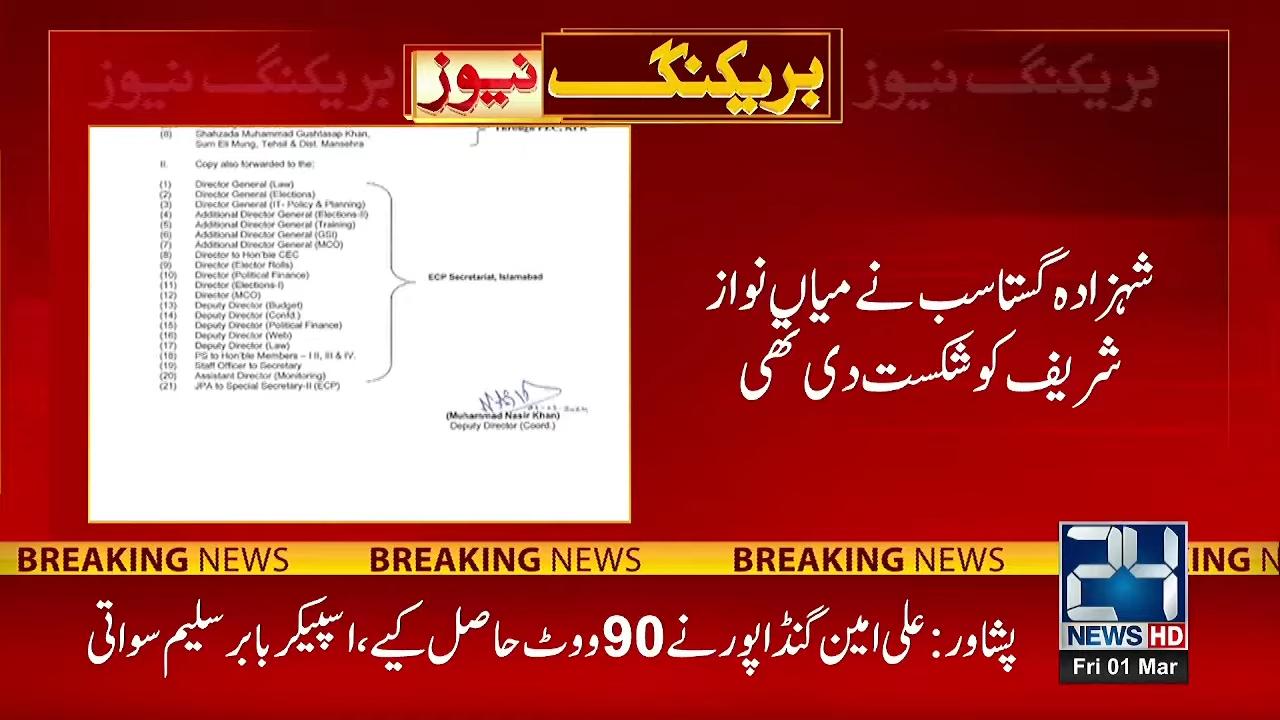 بریکنگ نیوز
بریکنگ نیوز
بریکنگ نیوز
(8) Shahzada Muhammad Gushtasap Khan,
Sum Eli Mung, Tehsil & Dist. Mansehra
II. Copy also forwarded to the:
(1) Director General (Law)
(2) Director General (Elections)
(3) Director General (IT- Policy & Planning)
(4) Additional Director General (Elections-II)
(5) Additional Director General (Training)
(6) Additional Director General (GSI)
(7) Additional Director General (MCO)
(8) Director to Hon'ble CEC
(9) Director (Elector Rolls)
(10) Director (Political Finance)
(11) Director (Elections-I)
(12) Director (MCO)
(13) Deputy Director (Budget)
(14) Deputy Director (Confd.)
(15) Deputy Director (Political Finance)
(16) Deputy Director (Web)
(17) Deputy Director (Law)
(18) PS to Hon'ble Members – I II, III & IV.
(19) Staff Officer to Secretary
(20) Assistant Director (Monitoring)
(21) JPA to Special Secretary-II (ECP)
ECP Secretariat, Islamabad
(Muhammad Nasir Khan)
Deputy Director (Coord.)
شہزادہ گستاسب نے میاں نواز
شریف کو شکست دی تھی
BREAKING NEWS BREAKING NEWS BREAKING NEWS
پشاور: علی امین گنڈاپور نے 90 ووٹ حاصل کیے، اسپیکر بابر سلیم سواتی
24
NEWS HD
Fri 01 Mar